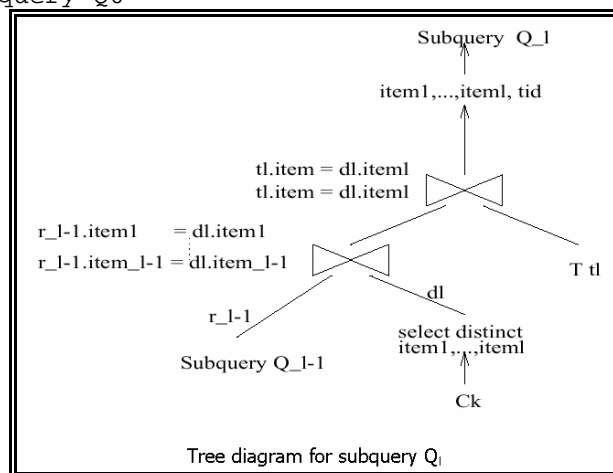 query Q
Subquery Q_l
item1,...,iteml, tid
tl.item = dl.iteml
tl.item = dl.iteml
r_l-1.item1 = dl.item1
r_l-1.item_l-1 = dl.item_l-1
T tl
dl
r_l-1
select distinct
item1,...,iteml
Subquery Q_l-1
Ck
Tree diagram for subquery Ql